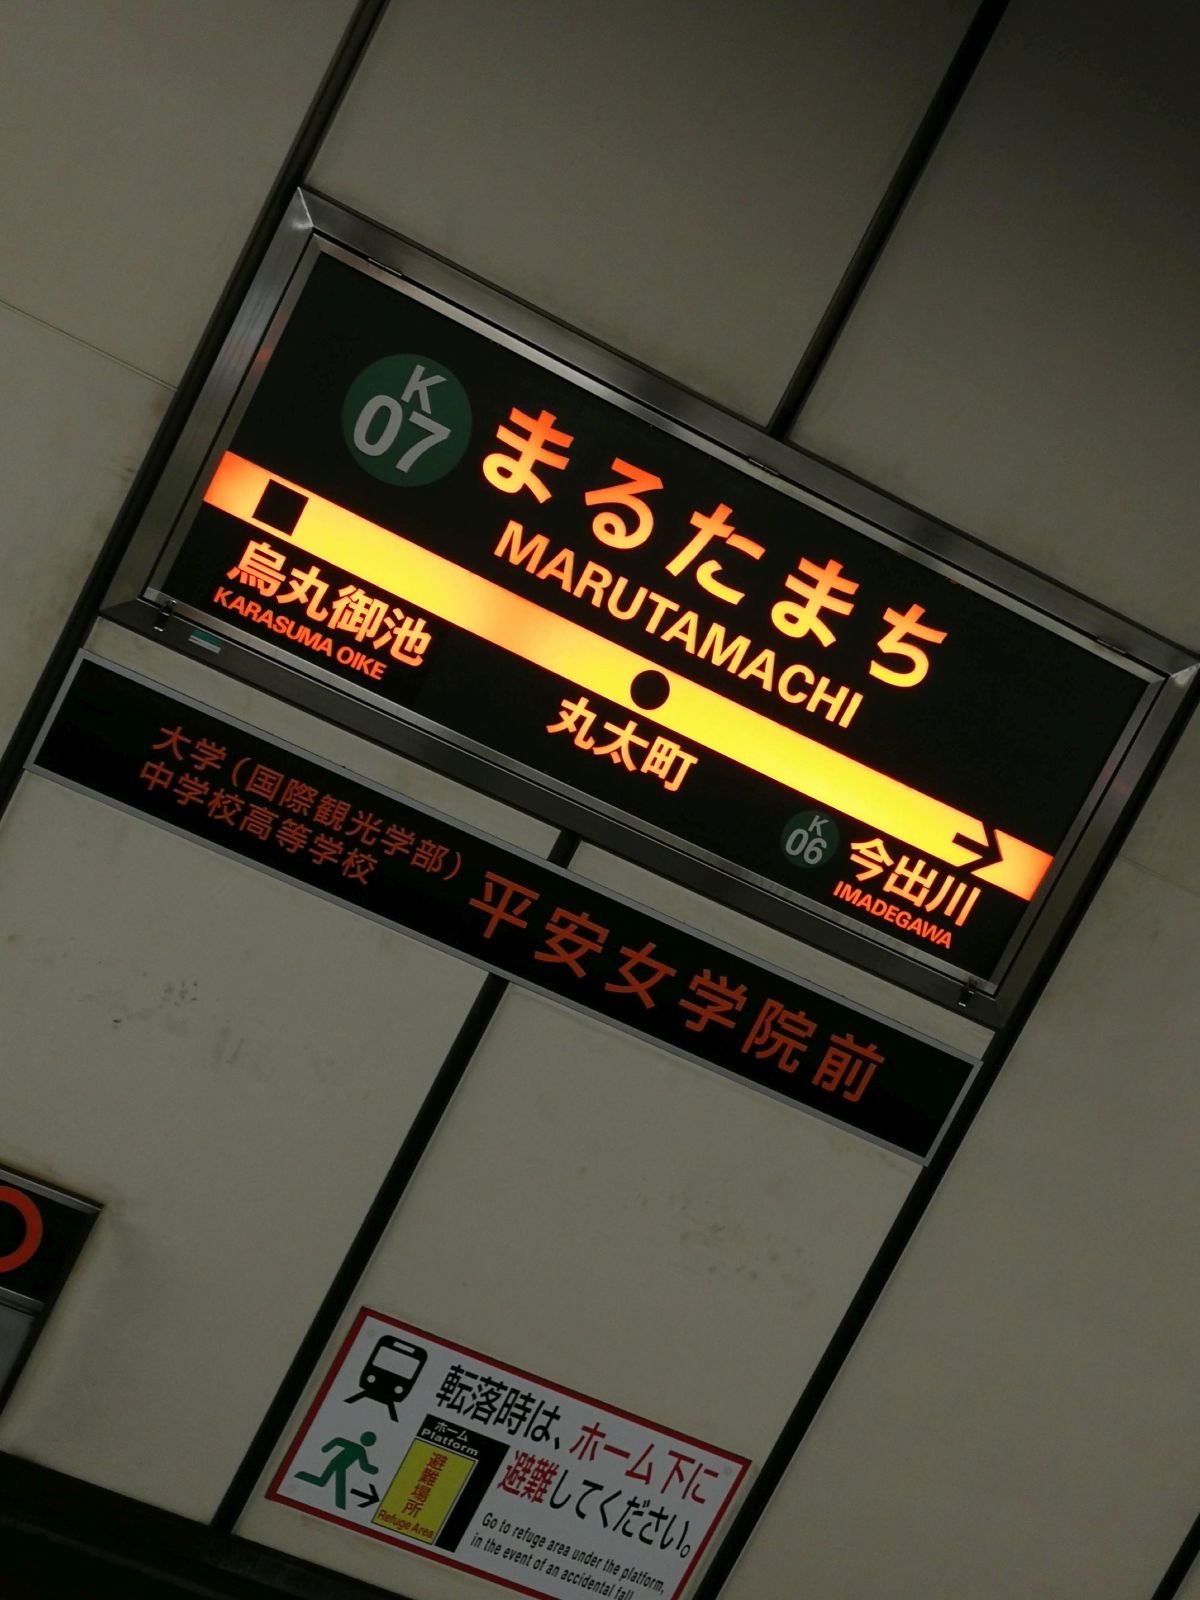 K
07
まるたまち
MARUTAMACHI
烏丸御池
KARASUMA OIKE
丸太町
K
06
今出川
IMADEGAWA
大学(国際観光学部)
中学校高等学校
平安女学院前
転落時は、ホーム下に
避難してください。
ホーム
Platform
避難場所
Refuge Area
Go to refuge area under the platform,
in the event of an accidental fall.